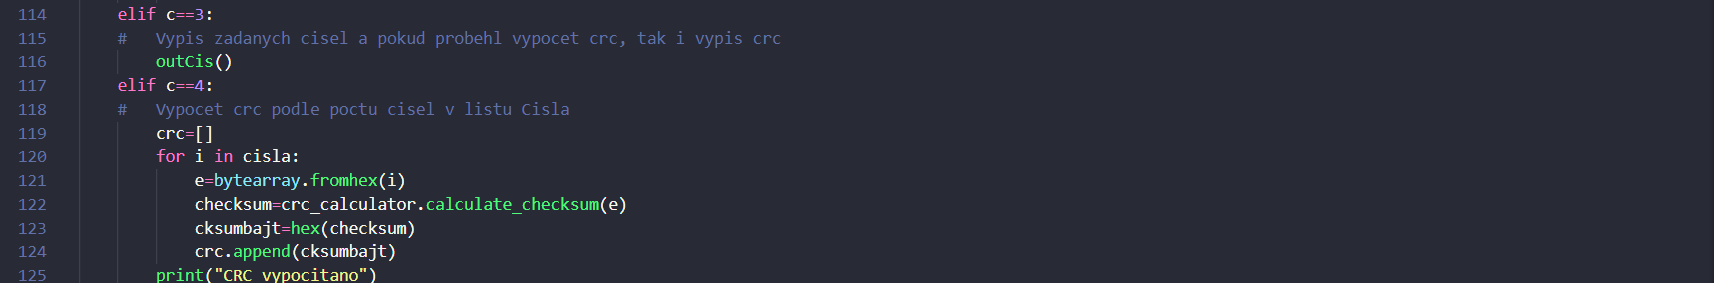 114 elif c==3:
115 #   Vypis zadanych cisel a pokud probehl vypocet crc, tak i vypis crc
116 outCis()
117 elif c==4:
118 #   Vypocet crc podle poctu cisel v listu Cisla
119 crc=[]
120 for i in cisla:
121 e=bytearray.fromhex(i)
122 checksum=crc_calculator.calculate_checksum(e)
123 cksumbajt=hex(checksum)
124 crc.append(cksumbajt)
125 print("CRC vypocitano")